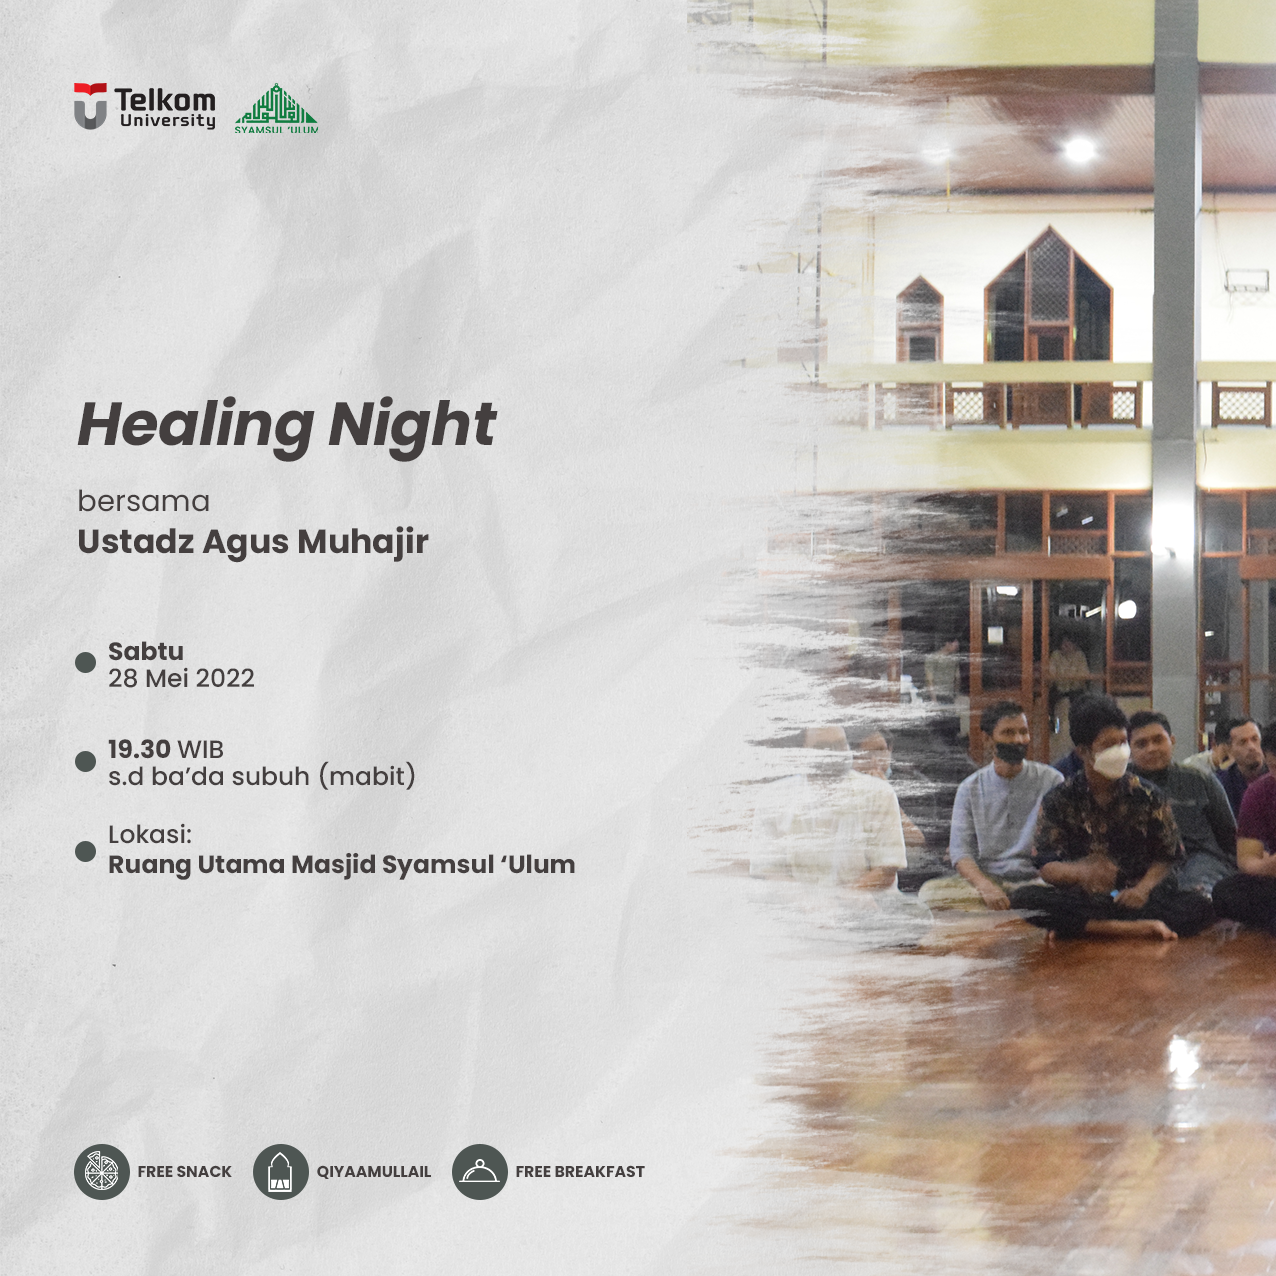 Telkom
University
SYAMSUL 'ULUM
Healing Night
bersama
Ustadz Agus Muhajir
Sabtu
28 Mei 2022
19.30 WIB
s.d ba’da subuh (mabit)
Lokasi:
Ruang Utama Masjid Syamsul ‘Ulum
FREE SNACK
QIYAAMULLAIL
FREE BREAKFAST